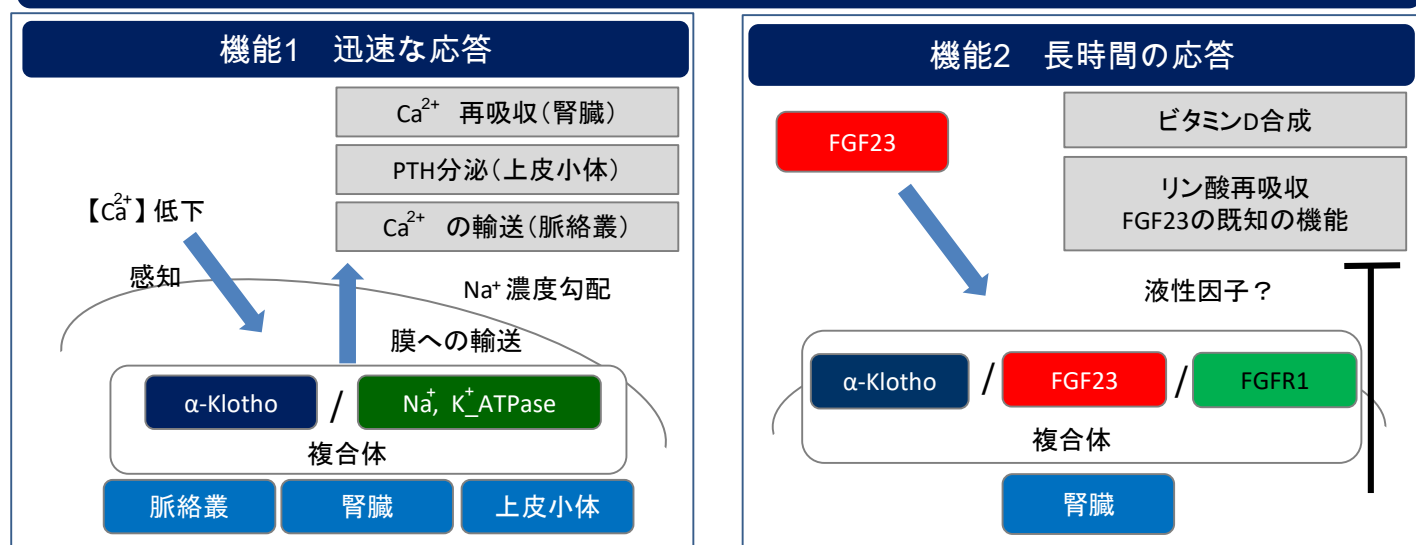 機能1 迅速な応答
Ca2+ 再吸収(腎臓)
PTH分泌(上皮小体)
Ca2+ の輸送(脈絡叢)
【Ca2+】低下
感知
Na+ 濃度勾配
膜への輸送
α-Klotho / Na+, K+_ATPase
複合体
脈絡叢 腎臓 上皮小体
機能2 長時間の応答
FGF23
ビタミンD合成
リン酸再吸収
FGF23の既知の機能
液性因子?
α-Klotho / FGF23 / FGFR1
複合体
腎臓